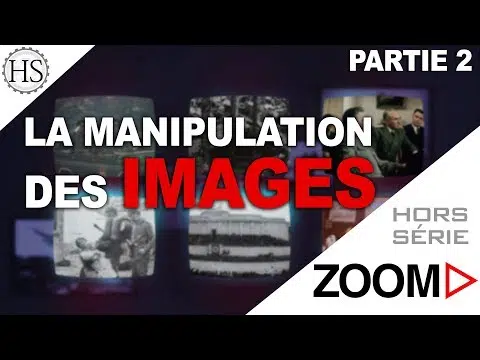 HS
PARTIE 2
LA MANIPULATION
DES IMAGES
HORS
SÉRIE
ZOOM